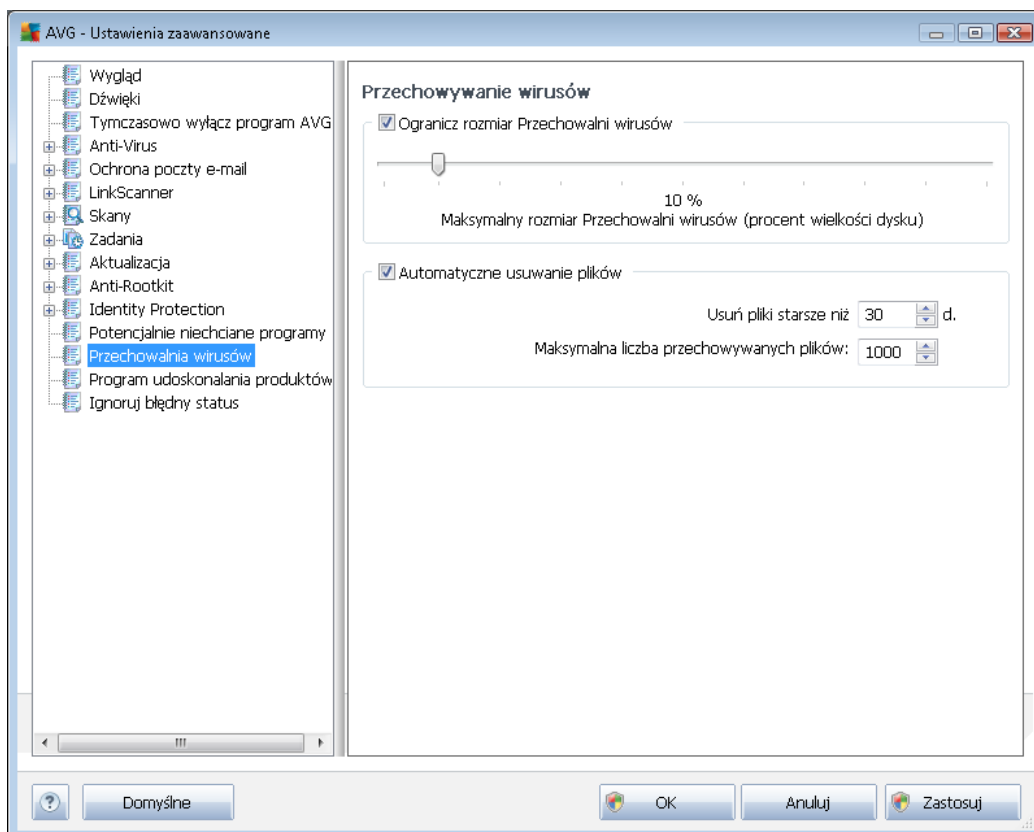 AVG - Ustawienia zaawansowane
Wygląd
Dźwięki
Tymczasowo wyłącz program AVG
Anti-Virus
Ochrona poczty e-mail
LinkScanner
Skany
Zadania
Aktualizacja
Anti-Rootkit
Identity Protection
Potencjalnie niechciane programy
Przechowalnia wirusów
Program udoskonalania produktów
Ignoruj błędny status
Przechowywanie wirusów
Ogranicz rozmiar Przechowalni wirusów
10 %
Maksymalny rozmiar Przechowalni wirusów (procent wielkości dysku)
Automatyczne usuwanie plików
Usuń pliki starsze niż 30 d.
Maksymalna liczba przechowywanych plików: 1000
? Domyślne OK Anuluj Zastosuj